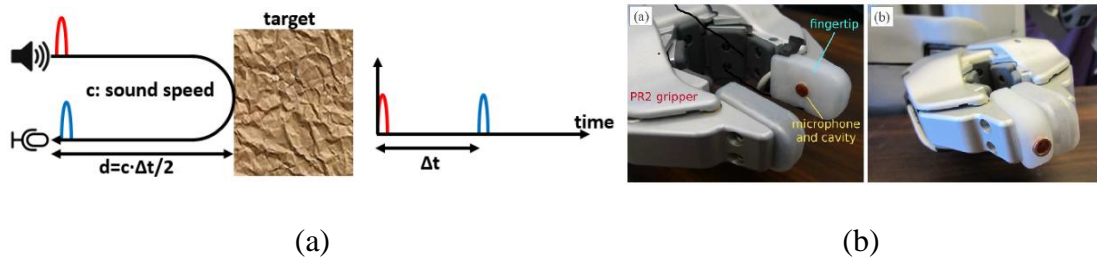 target
c: sound speed
d=c·Δt/2
time
Δt
(a)
fingertip
PR2 gripper
microphone
and cavity
(b)
(a)
(b)